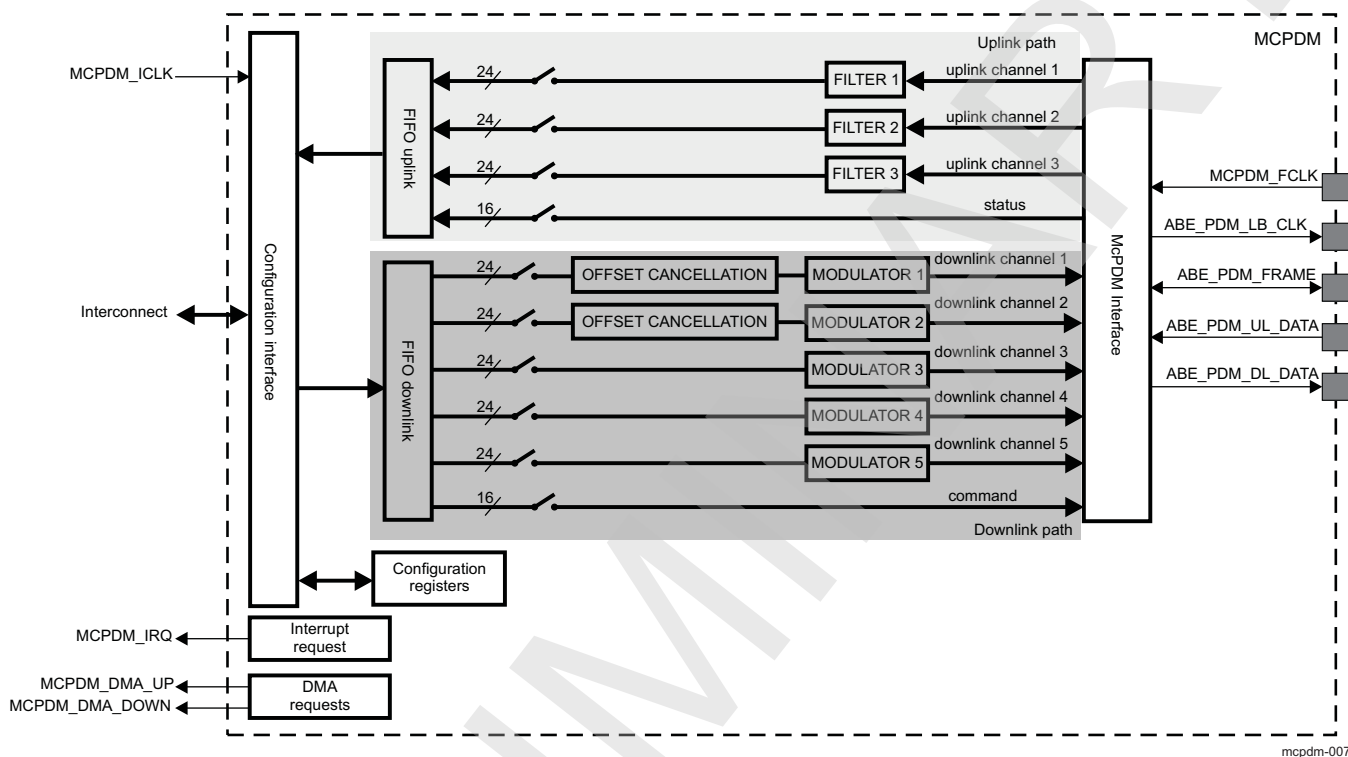 MCPDM
Uplink path
MCPDM_ICLK
24
FILTER 1
uplink channel 1
24
FILTER 2
uplink channel 2
24
FILTER 3
uplink channel 3
16
status
FIFO uplink
MCPDM_FCLK
ABE_PDM_LB_CLK
ABE_PDM_FRAME
ABE_PDM_UL_DATA
ABE_PDM_DL_DATA
Configuration interface
McPDM Interface
Interconnect
FIFO downlink
24
OFFSET CANCELLATION
MODULATOR 1
downlink channel 1
24
OFFSET CANCELLATION
MODULATOR 2
downlink channel 2
24
MODULATOR 3
downlink channel 3
24
MODULATOR 4
downlink channel 4
24
MODULATOR 5
downlink channel 5
16
command
Downlink path
Configuration
registers
MCPDM_IRQ
Interrupt
request
MCPDM_DMA_UP
MCPDM_DMA_DOWN
DMA
requests
mcpdm-007